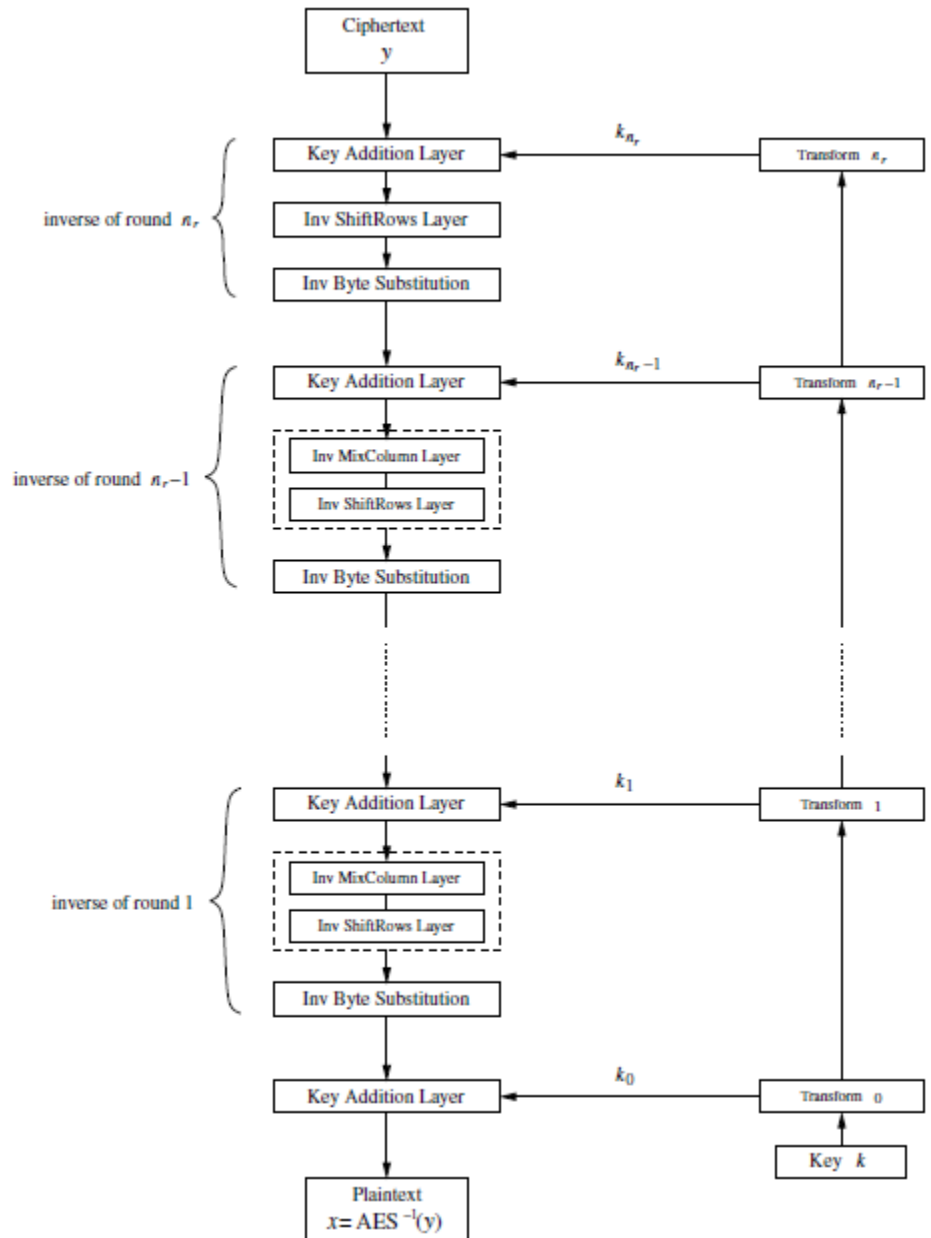 Ciphertext
y
k_{n_r}
Key Addition Layer
Transform n_r
inverse of round n_r
Inv ShiftRows Layer
Inv Byte Substitution
k_{n_r-1}
Key Addition Layer
Transform n_r-1
Inv MixColumn Layer
inverse of round n_r-1
Inv ShiftRows Layer
Inv Byte Substitution
k_1
Key Addition Layer
Transform 1
Inv MixColumn Layer
inverse of round 1
Inv ShiftRows Layer
Inv Byte Substitution
k_0
Key Addition Layer
Transform 0
Key k
Plaintext
x= AES^{-1}(y)